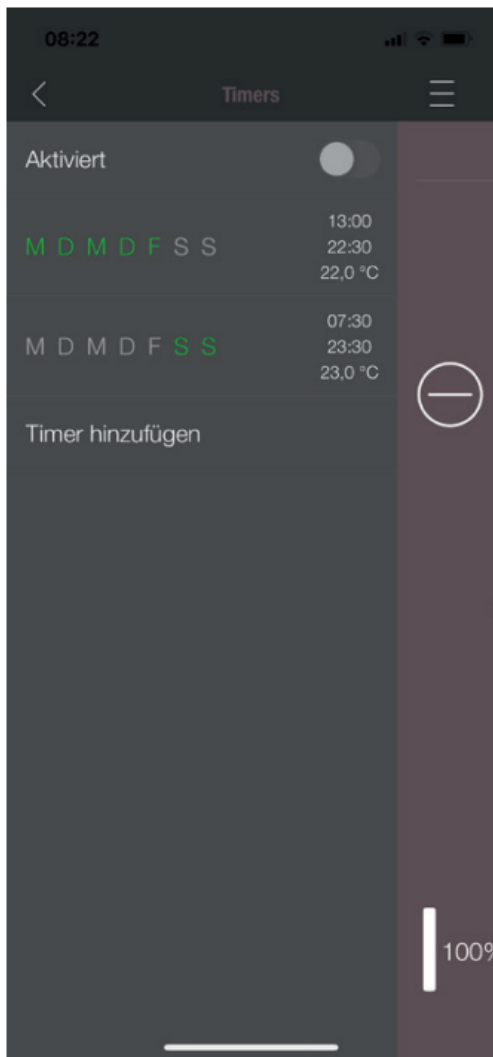 08:22
Timers
Aktiviert
13:00
M D M D F S S
22:30
22,0 °C
07:30
M D M D F S S
23:30
23,0 °C
Timer hinzufügen
100%